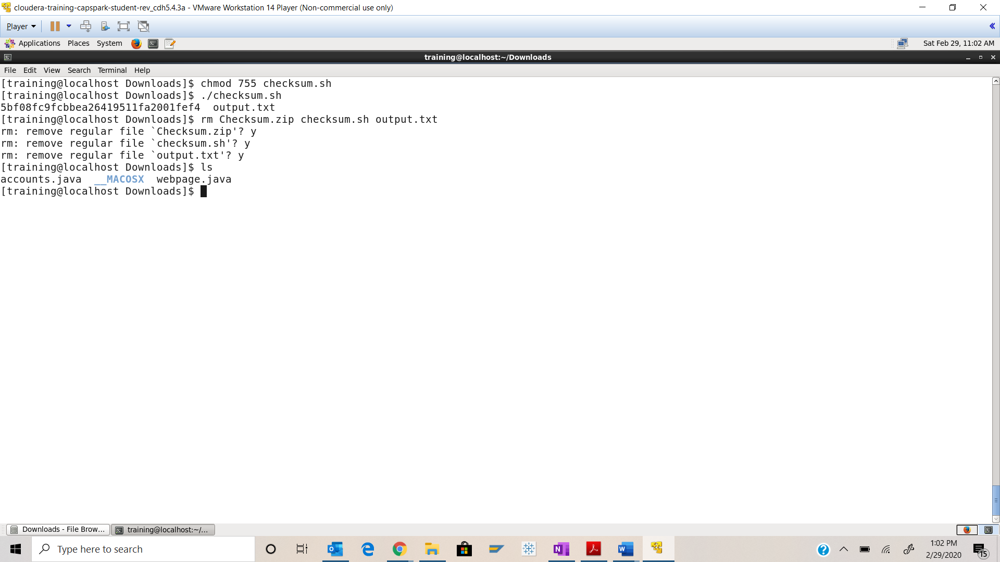 cloudera-training-capspark-student-rev_cdh5.4.3a - VMware Workstation 14 Player (Non-commercial use only)
Player
Applications Places System Sat Feb 29, 11:02 AM
training@localhost:~/Downloads
File Edit View Search Terminal Help
[training@localhost Downloads]$ chmod 755 checksum.sh
[training@localhost Downloads]$ ./checksum.sh
5bf08fc9fcbbea26419511fa2001fef4  output.txt
[training@localhost Downloads]$ rm Checksum.zip checksum.sh output.txt
rm: remove regular file `Checksum.zip'? y
rm: remove regular file `checksum.sh'? y
rm: remove regular file `output.txt'? y
[training@localhost Downloads]$ ls
accounts.java  __MACOSX  webpage.java
[training@localhost Downloads]$
Downloads - File Brow... training@localhost:~/...
Type here to search
1:02 PM
2/29/2020
15